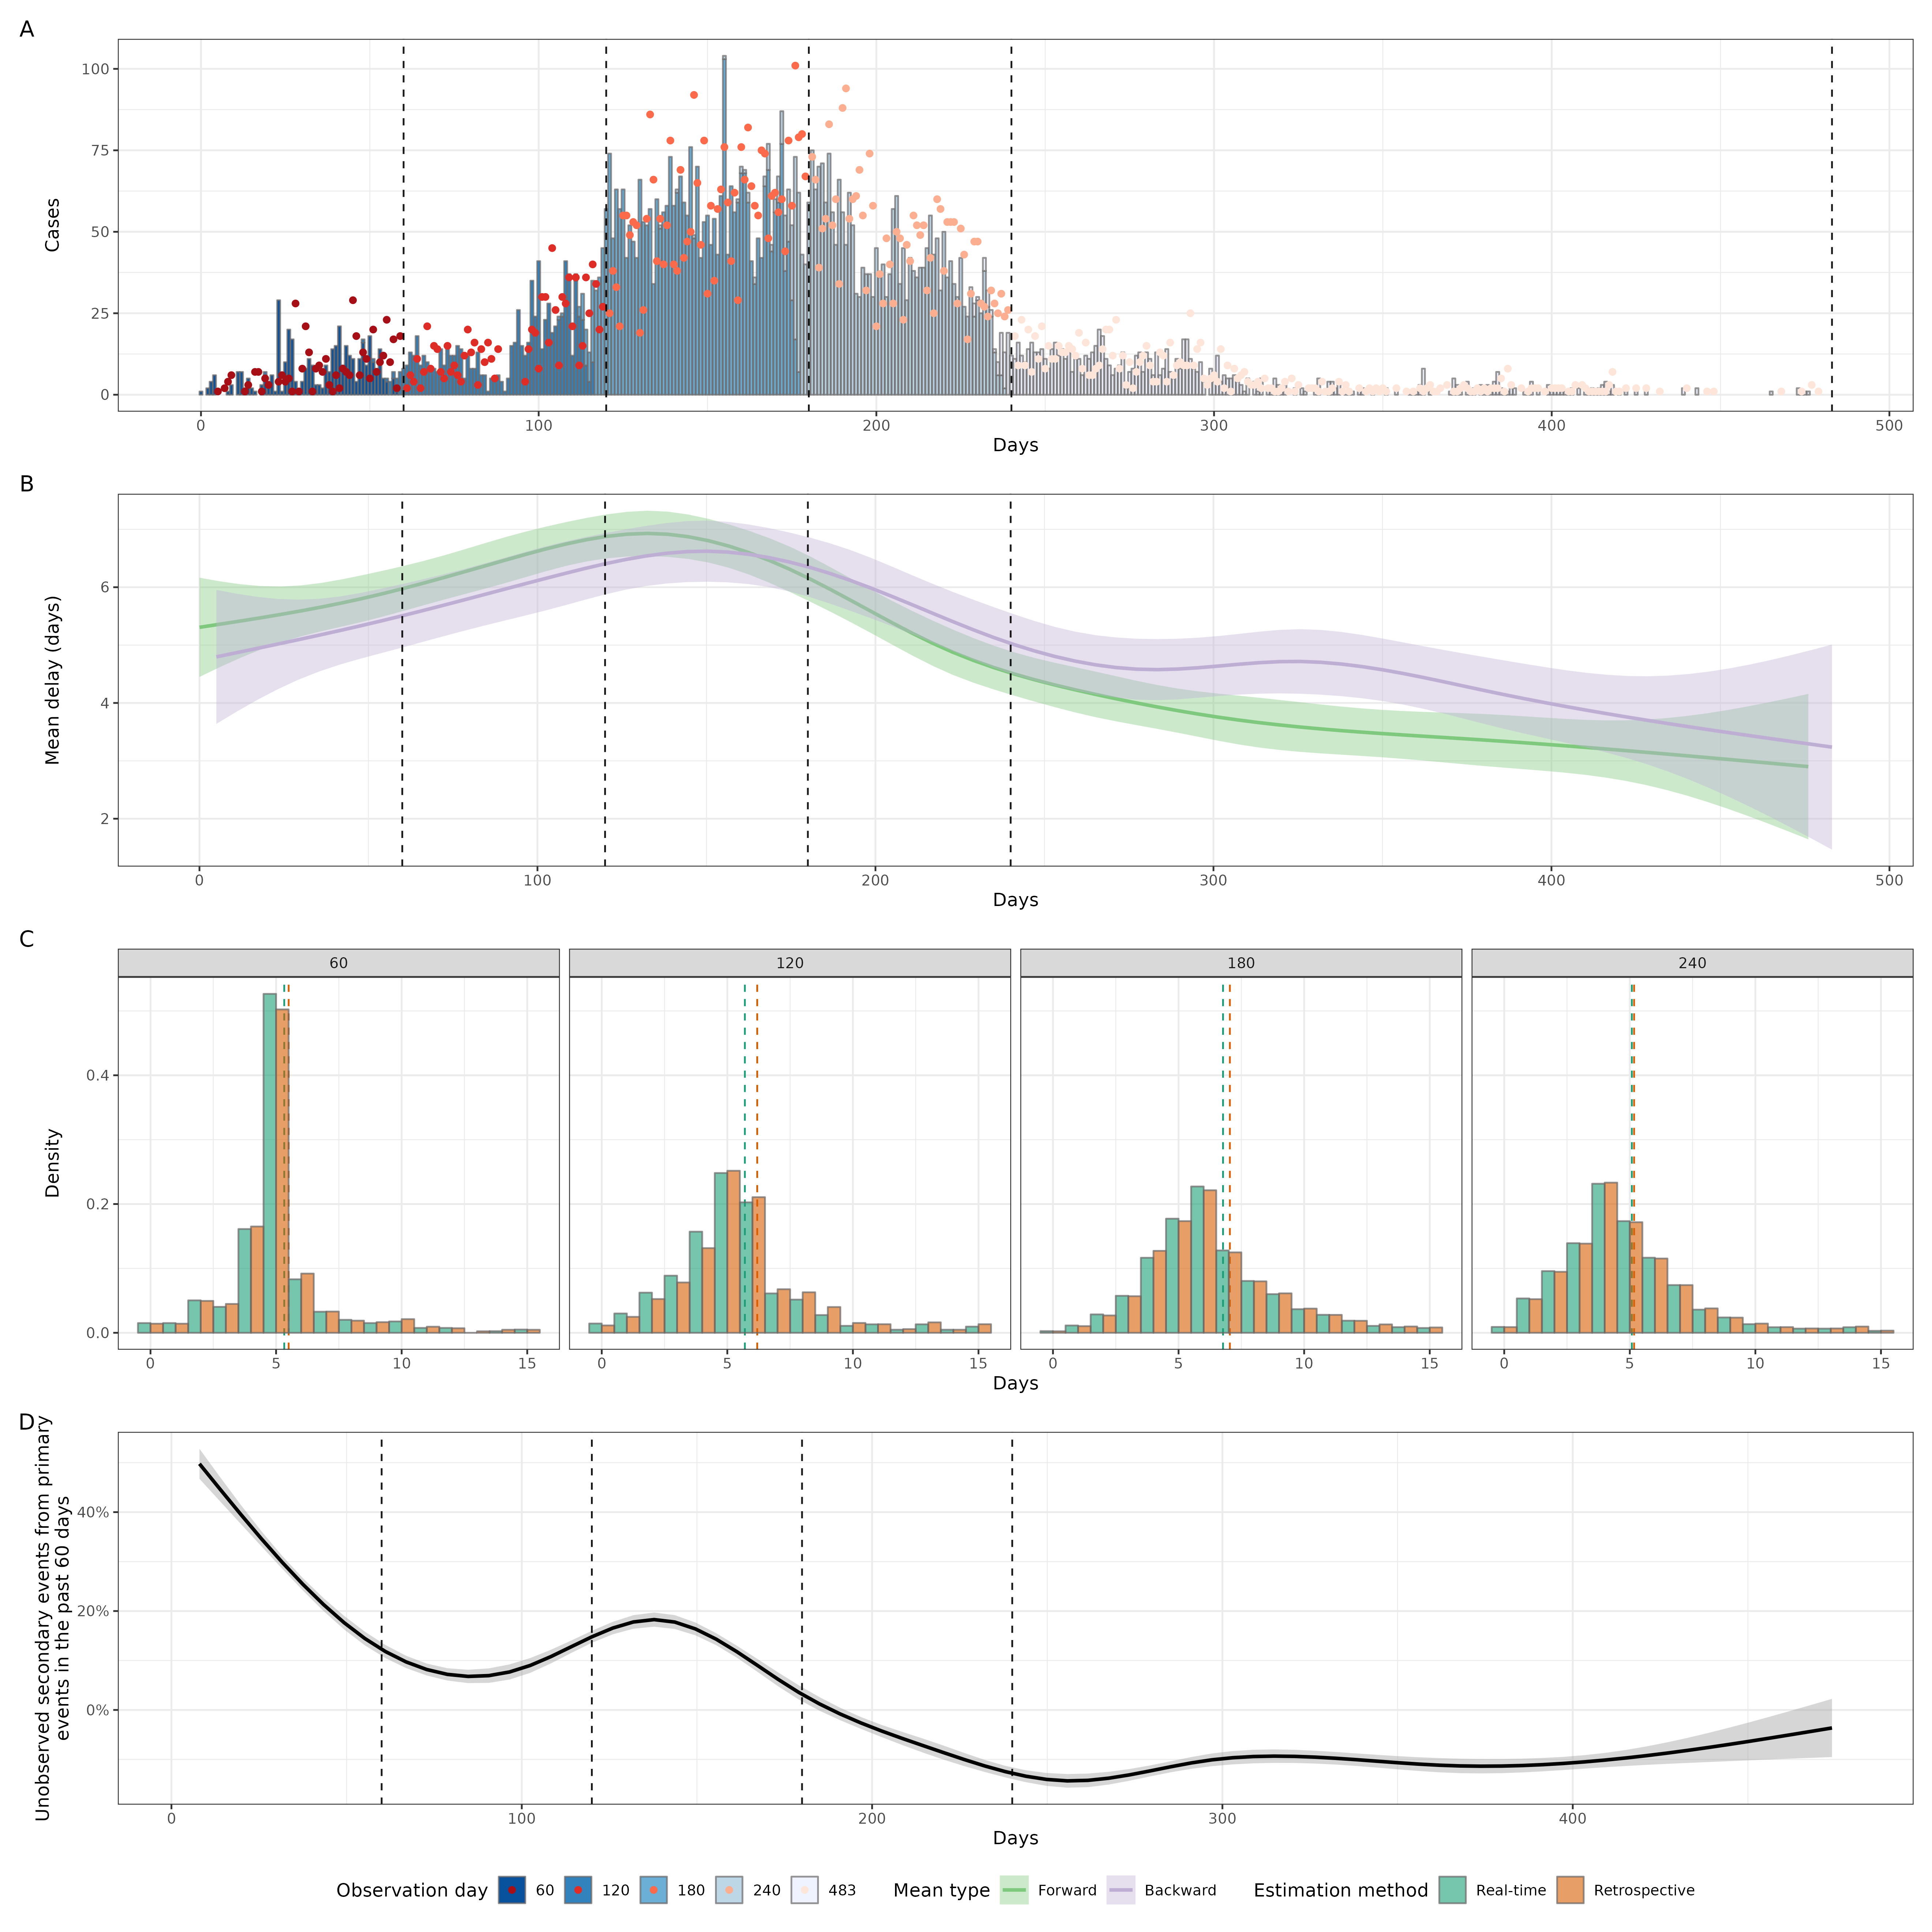 A
Cases
100
75
50
25
0
0 100 200 300 400 500
Days
B
Mean delay (days)
6
4
2
0 100 200 300 400 500
Days
C
60 120 180 240
Density
0.4
0.2
0.0
0 5 10 15 0 5 10 15 0 5 10 15 0 5 10 15
Days
D
Unobserved secondary events from primary
events in the past 60 days
40%
20%
0%
0 100 200 300 400
Days
Observation day 60 120 180 240 483 Mean type Forward Backward Estimation method Real-time Retrospective